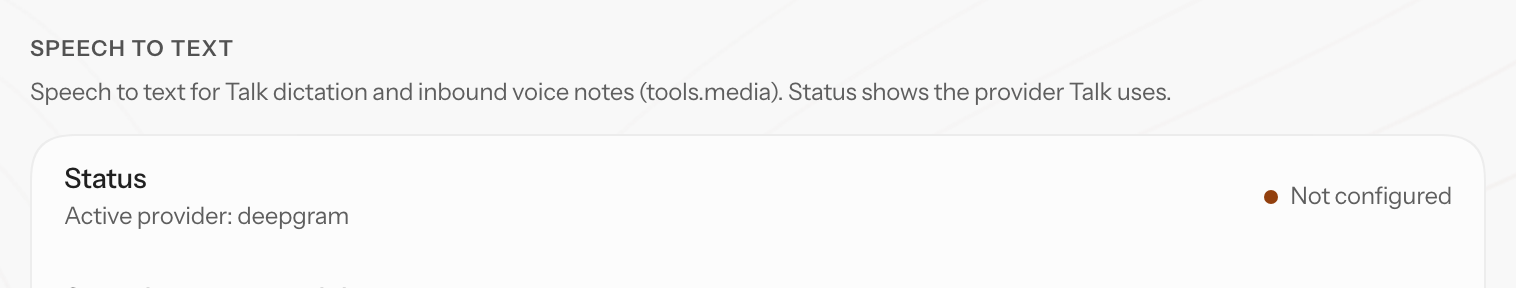 SPEECH TO TEXT
Speech to text for Talk dictation and inbound voice notes (tools.media). Status shows the provider Talk uses.
Status
Active provider: deepgram
Not configured